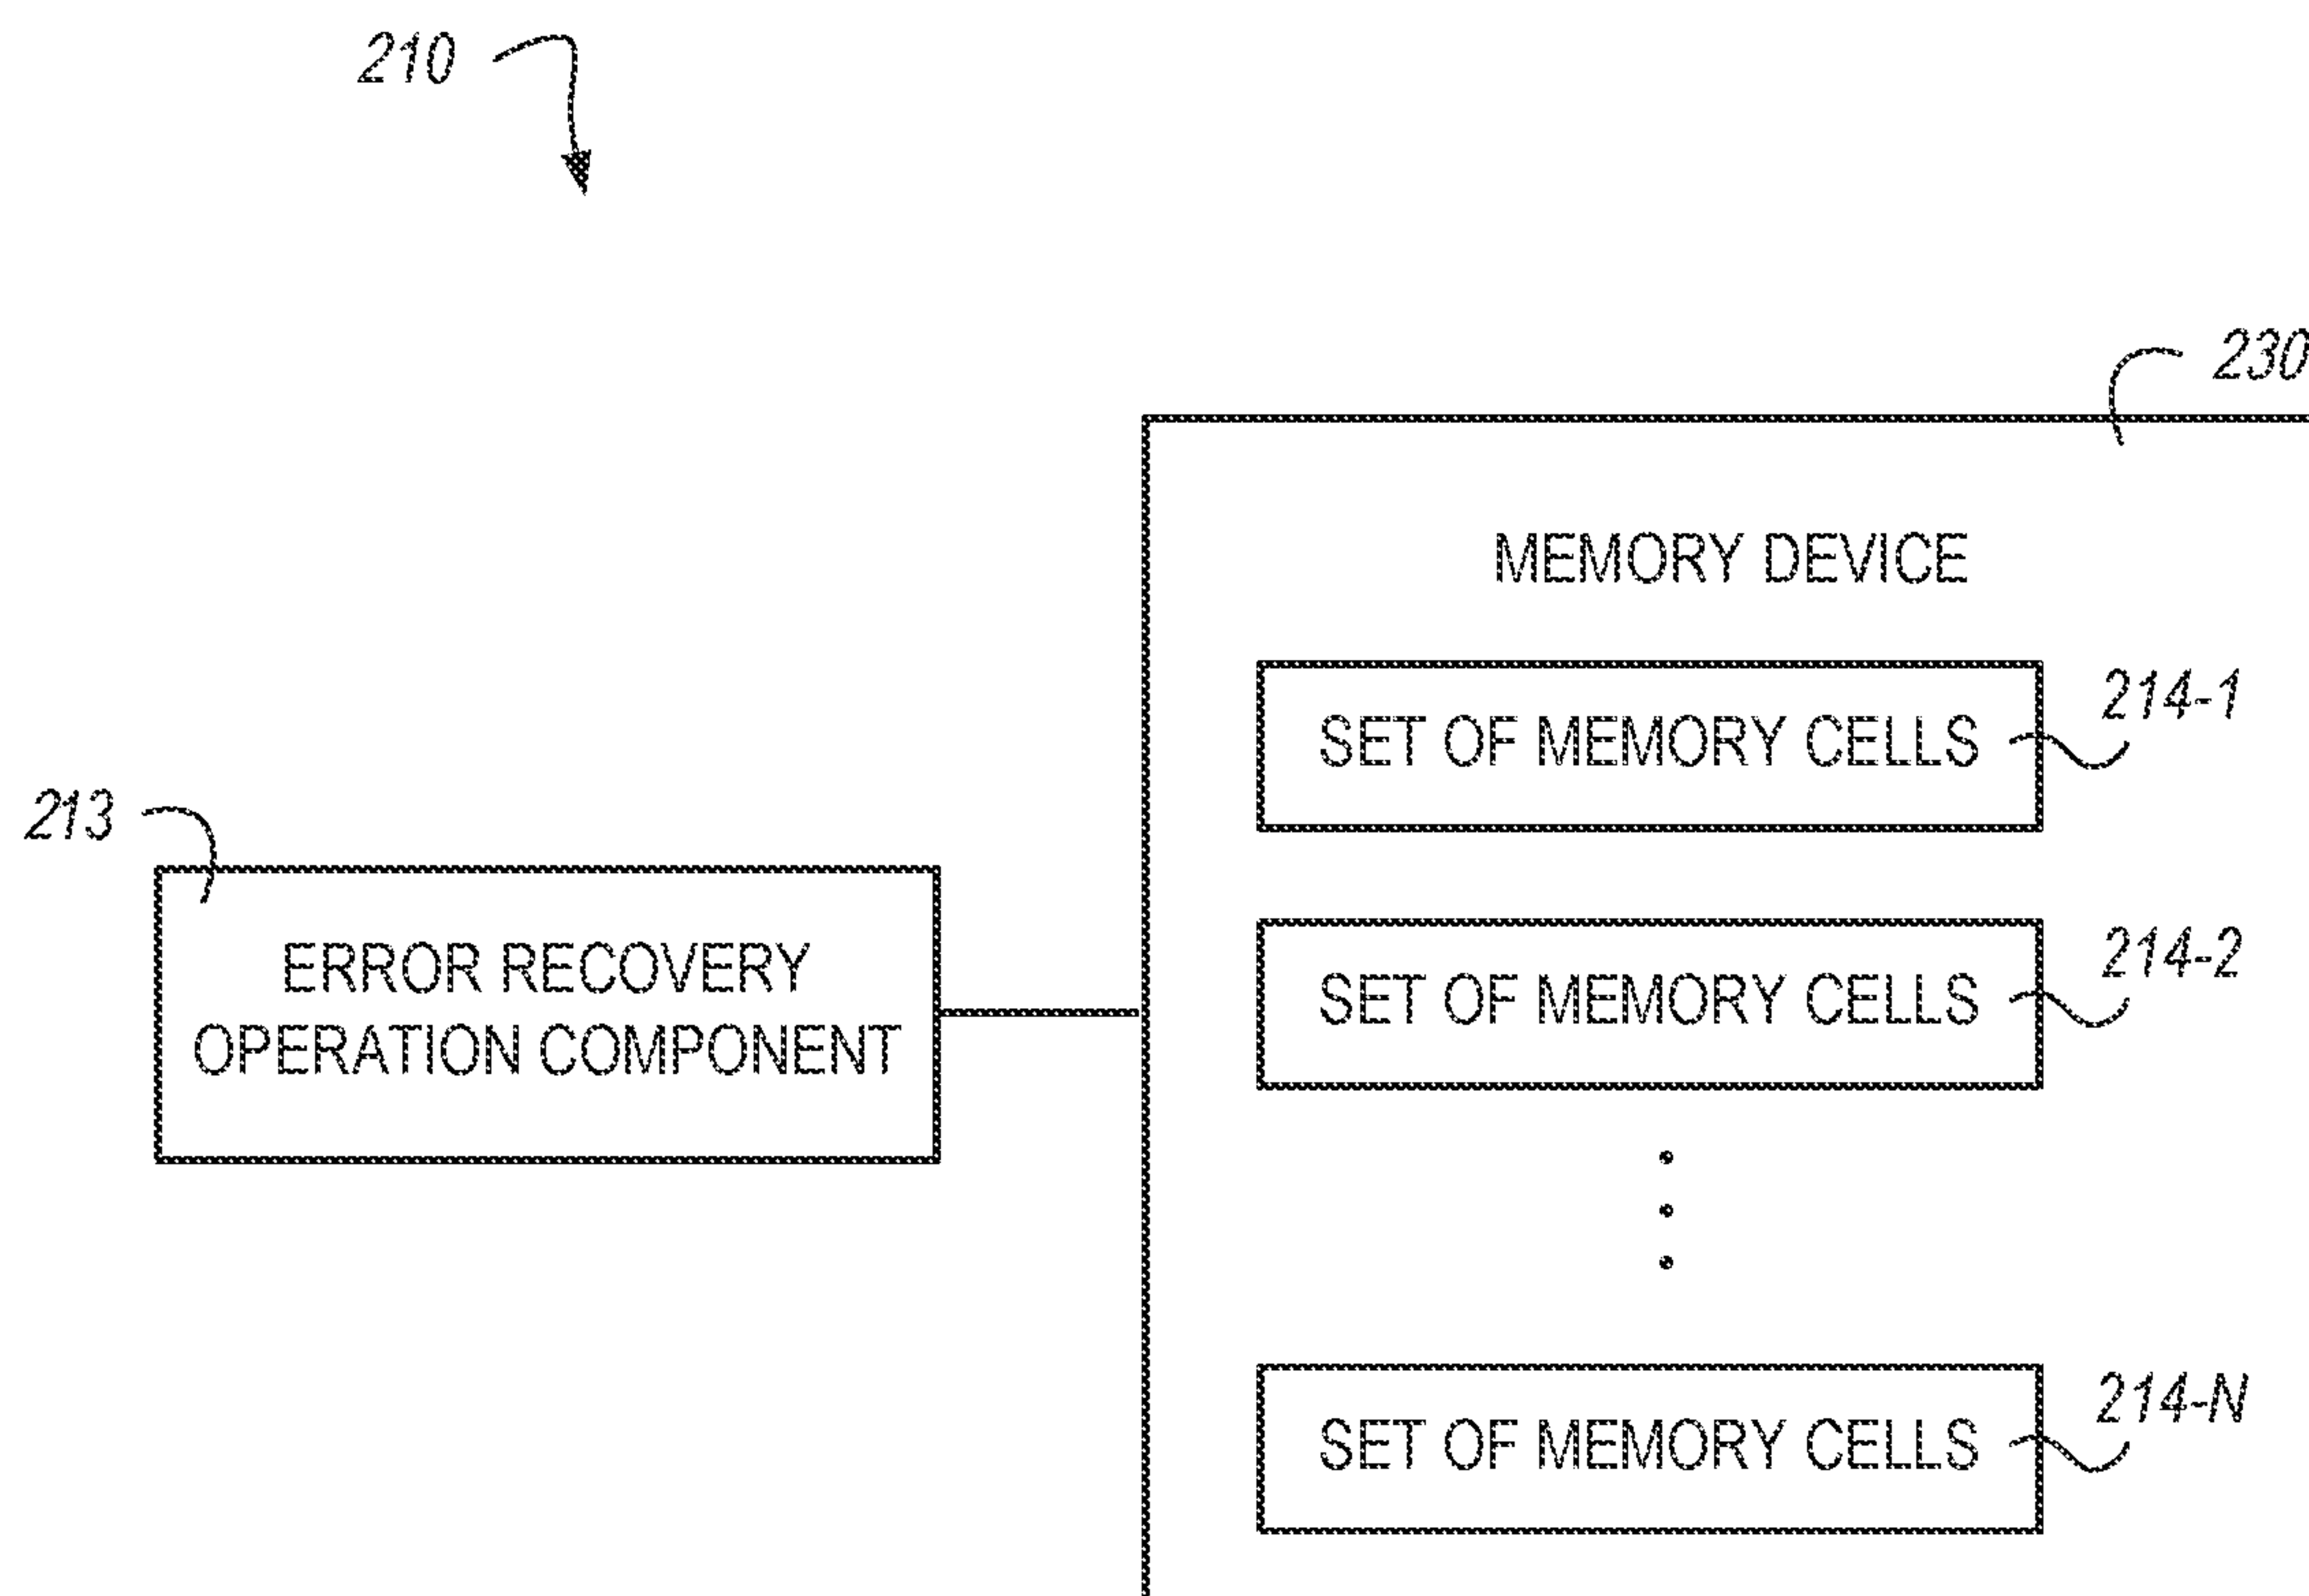 210
230
MEMORY DEVICE
SET OF MEMORY CELLS
214-1
213
ERROR RECOVERY
OPERATION COMPONENT
SET OF MEMORY CELLS
214-2
SET OF MEMORY CELLS
214-N